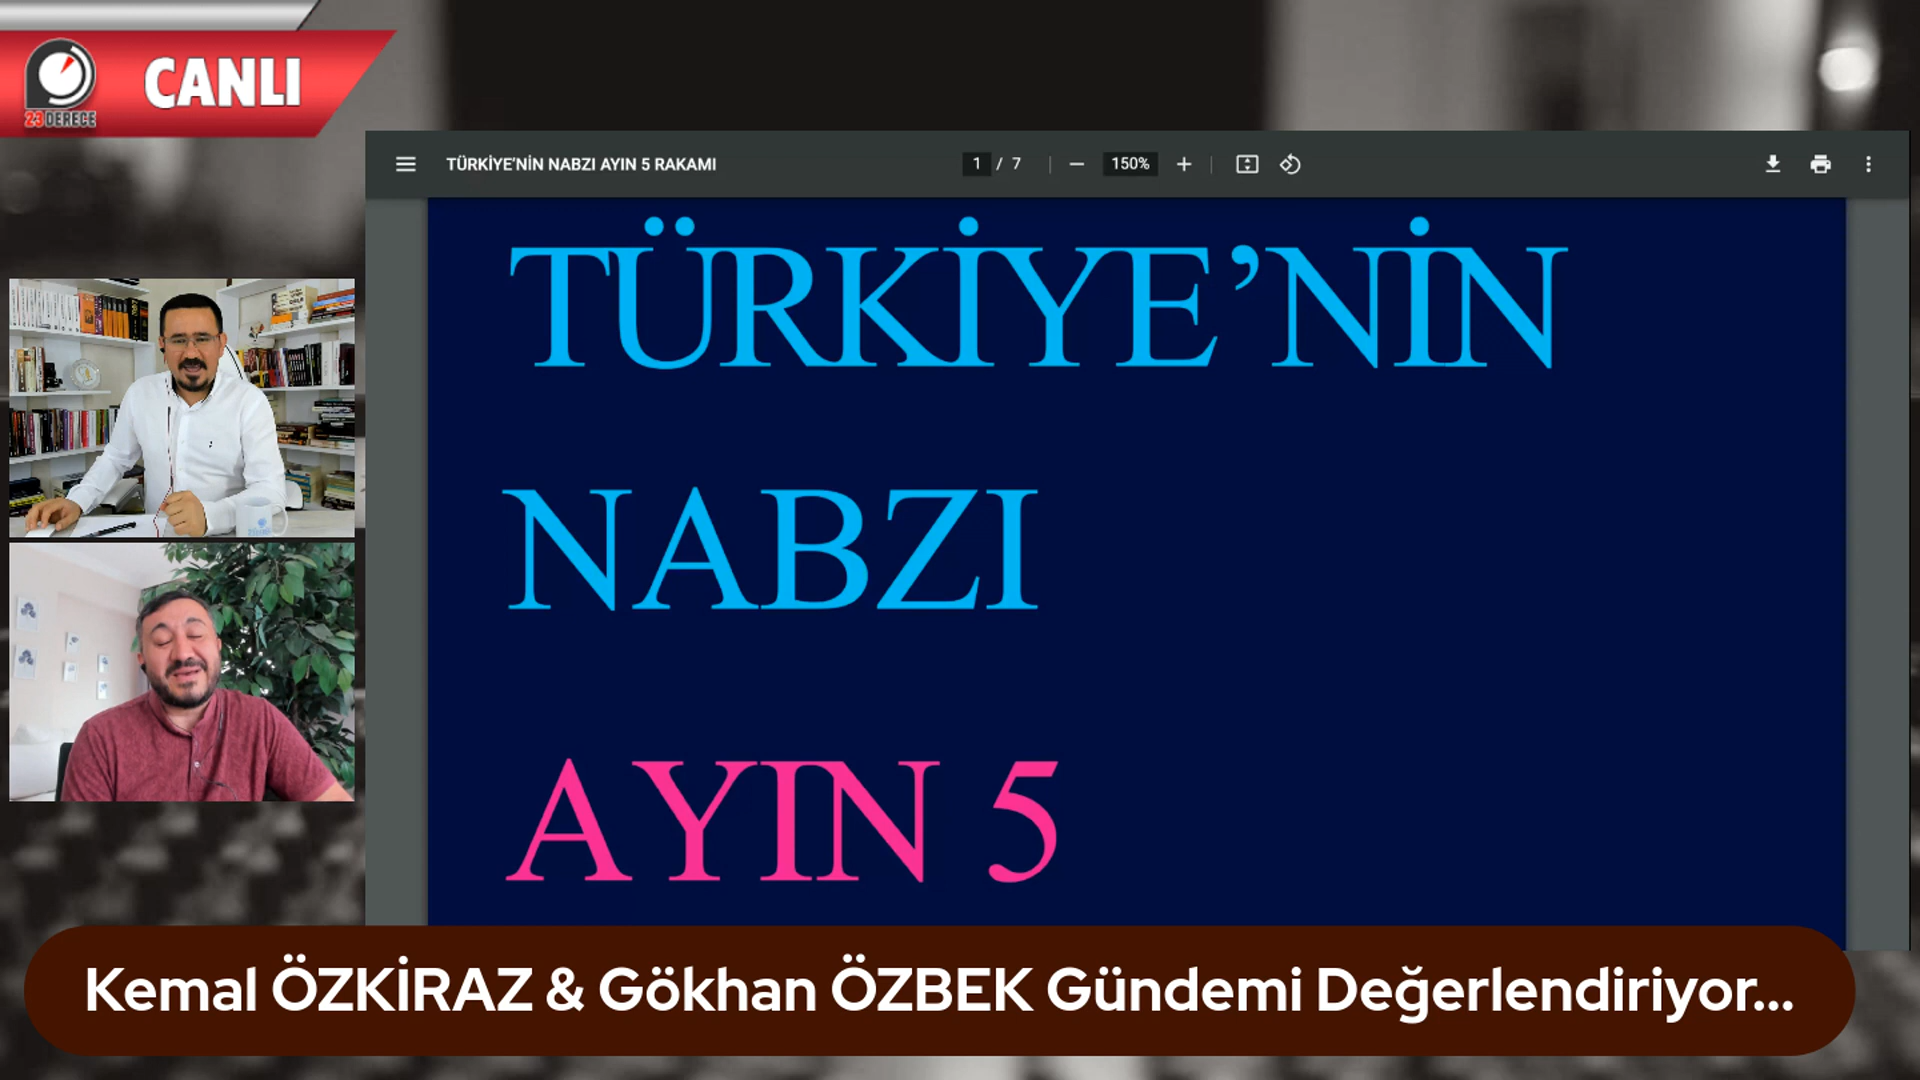 CANLI
23DERECE
TÜRKİYE'NİN NABZI AYIN 5 RAKAMI
1 / 7
150%
TÜRKİYE’NİN
NABZI
AYIN 5
Kemal ÖZKİRAZ & Gökhan ÖZBEK Gündemi Değerlendiriyor...